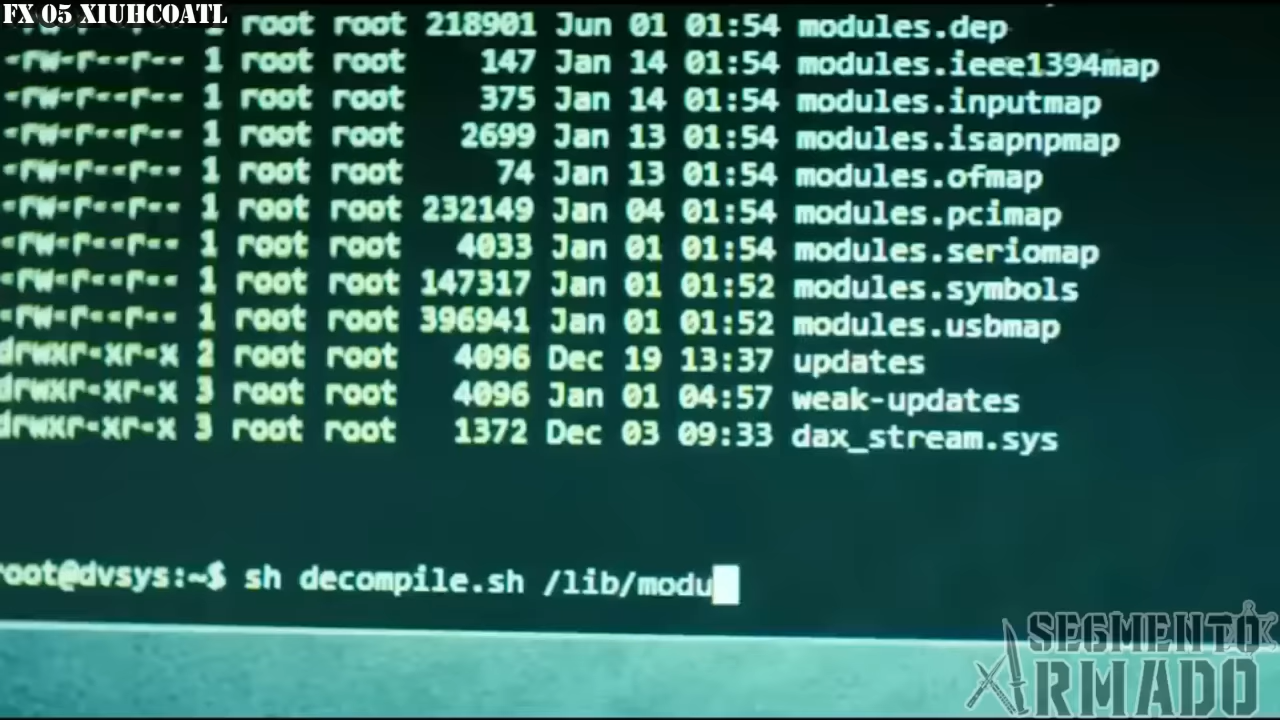 FX 05 XIUHCOATL
-rw-r--r-- 1 root root 218901 Jun 01 01:54 modules.dep
-rw-r--r-- 1 root root 147 Jan 14 01:54 modules.ieee1394map
-rw-r--r-- 1 root root 375 Jan 14 01:54 modules.inputmap
-rw-r--r-- 1 root root 2699 Jan 13 01:54 modules.isapnpmap
-rw-r--r-- 1 root root 74 Jan 13 01:54 modules.ofmap
-rw-r--r-- 1 root root 232149 Jan 04 01:54 modules.pcimap
-rw-r--r-- 1 root root 4033 Jan 01 01:54 modules.seriomap
-rw-r--r-- 1 root root 147317 Jan 01 01:52 modules.symbols
-rw-r--r-- 1 root root 396941 Jan 01 01:52 modules.usbmap
drwxr-xr-x 2 root root 4096 Dec 19 13:37 updates
drwxr-xr-x 3 root root 4096 Jan 01 04:57 weak-updates
drwxr-xr-x 3 root root 1372 Dec 03 09:33 dax_stream.sys
root@dvsys:~$ sh decompile.sh /lib/modu
SEGMENTO
ARMADO